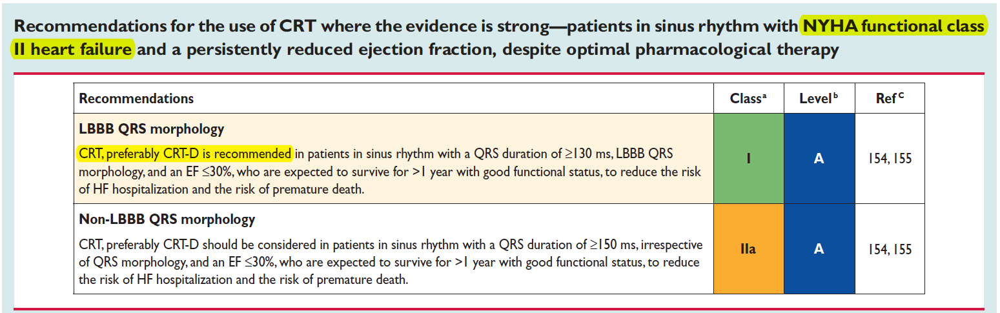 Recommendations for the use of CRT where the evidence is strong—patients in sinus rhythm with NYHA functional class
II heart failure and a persistently reduced ejection fraction, despite optimal pharmacological therapy
Recommendations Class a Level b Ref C
LBBB QRS morphology
CRT, preferably CRT-D is recommended in patients in sinus rhythm with a QRS duration of ≥130 ms, LBBB QRS
morphology, and an EF ≤30%, who are expected to survive for >1 year with good functional status, to reduce the risk
of HF hospitalization and the risk of premature death.
I A 154, 155
Non-LBBB QRS morphology
CRT, preferably CRT-D should be considered in patients in sinus rhythm with a QRS duration of ≥150 ms, irrespective
of QRS morphology, and an EF ≤30%, who are expected to survive for >1 year with good functional status, to reduce
the risk of HF hospitalization and the risk of premature death.
IIa A 154, 155